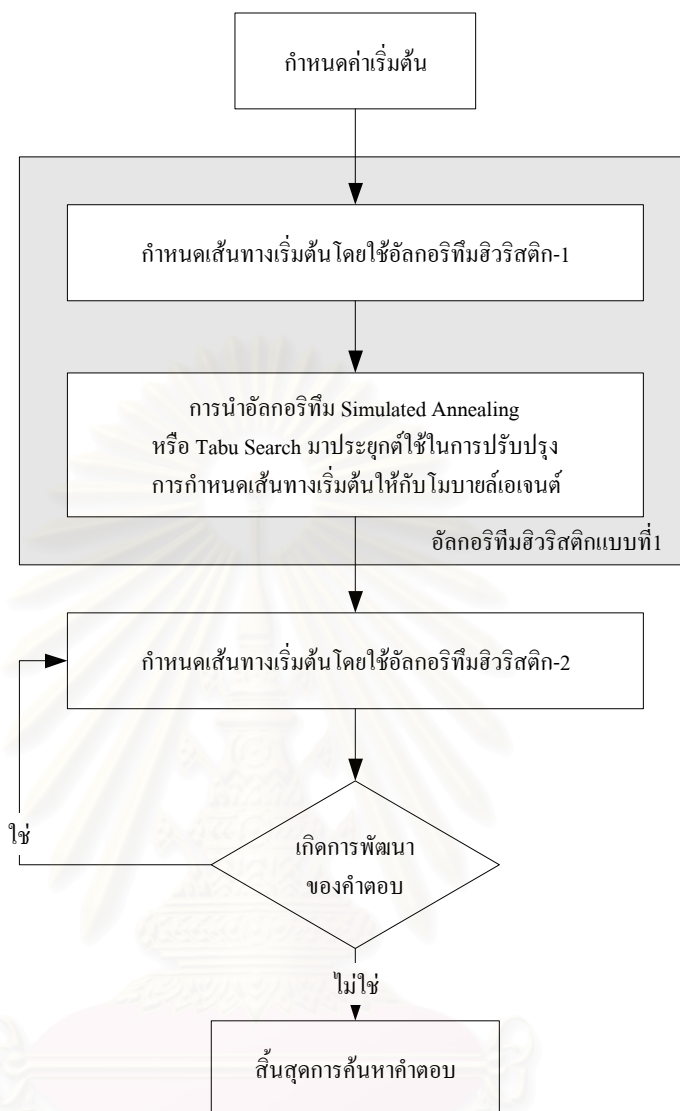 กำหนดค่าเริ่มต้น
กำหนดเส้นทางเริ่มต้นโดยใช้อัลกอริทึมฮิวริสติก-1
การนำอัลกอริทึม Simulated Annealing
หรือ Tabu Search มาประยุกต์ใช้ในการปรับปรุง
การกำหนดเส้นทางเริ่มต้นให้กับโมบายล์เอเจนต์
อัลกอริทึมฮิวริสติกแบบที่1
กำหนดเส้นทางเริ่มต้นโดยใช้อัลกอริทึมฮิวริสติก-2
ใช่
เกิดการพัฒนา
ของคำตอบ
ไม่ใช่
สิ้นสุดการค้นหาคำตอบ